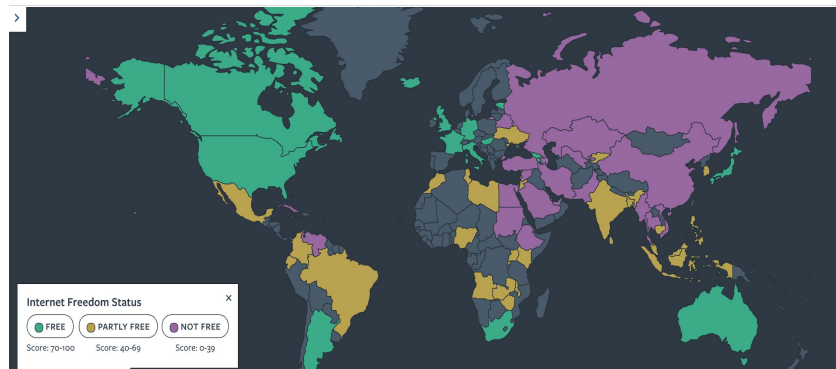 Internet Freedom Status
FREE PARTLY FREE NOT FREE
Score: 70-100 Score: 40-69 Score: 0-39